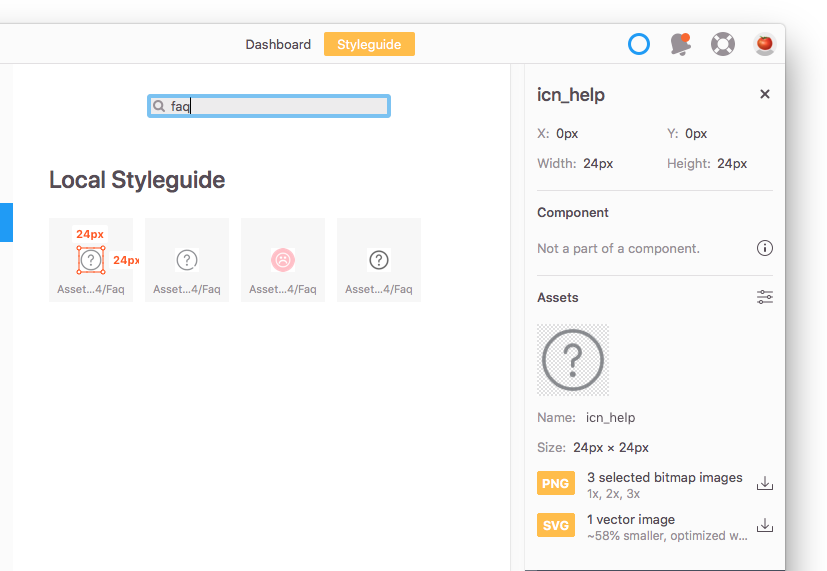 Dashboard Styleguide
faq
Local Styleguide
24px
24px
Asset...4/Faq Asset...4/Faq Asset...4/Faq Asset...4/Faq
icn_help
X: 0px Y: 0px
Width: 24px Height: 24px
Component
Not a part of a component.
Assets
Name: icn_help
Size: 24px × 24px
PNG 3 selected bitmap images
1x, 2x, 3x
SVG 1 vector image
~58% smaller, optimized w...